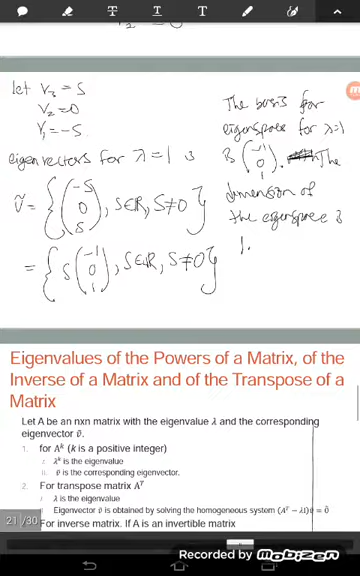 let V₃ = S
V₂ = 0
V₁ = -S
eigenvectors for λ=1 is
ṽ = { ( -S 0 S ), S∈R, S≠0 }
= { S ( -1 0 1 ), S∈R, S≠0 }
The basis for
eigenspace for λ=1
is ( -1 0 1 ). The
dimension of
the eigenspace is
1.
Eigenvalues of the Powers of a Matrix, of the
Inverse of a Matrix and of the Transpose of a
Matrix
Let A be an nxn matrix with the eigenvalue λ and the corresponding
eigenvector ṽ.
1. for Aᵏ (k is a positive integer)
i. λᵏ is the eigenvalue
ii. ṽ is the corresponding eigenvector.
2. For transpose matrix Aᵀ
λ is the eigenvalue
Eigenvector ṽ is obtained by solving the homogeneous system (Aᵀ − λI)ṽ = 0̃
For inverse matrix. If A is an invertible matrix
21 / 30
Recorded by Mobizen